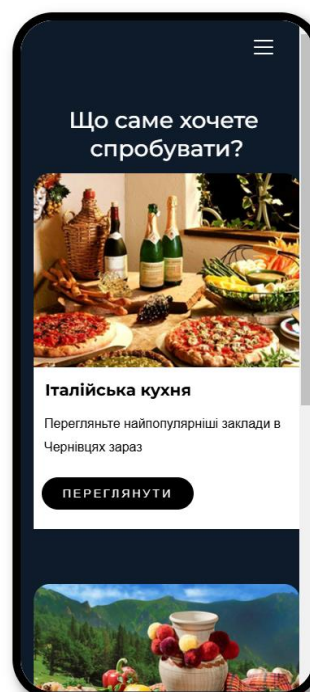 Що саме хочете
спробувати?
Італійська кухня
Перегляньте найпопулярніші заклади в
Чернівцях зараз
ПЕРЕГЛЯНУТИ